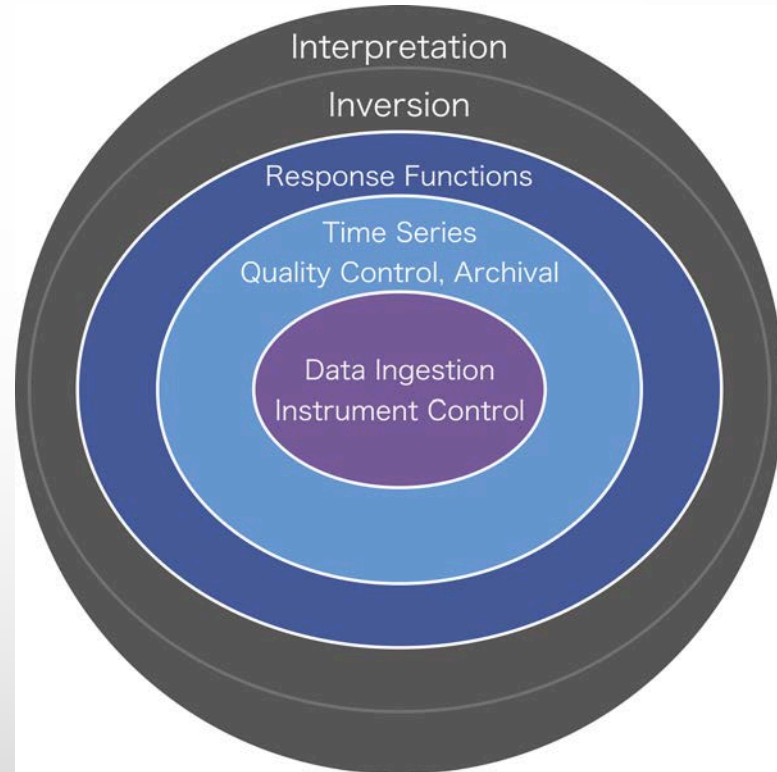 Interpretation
Inversion
Response Functions
Time Series
Quality Control, Archival
Data Ingestion
Instrument Control